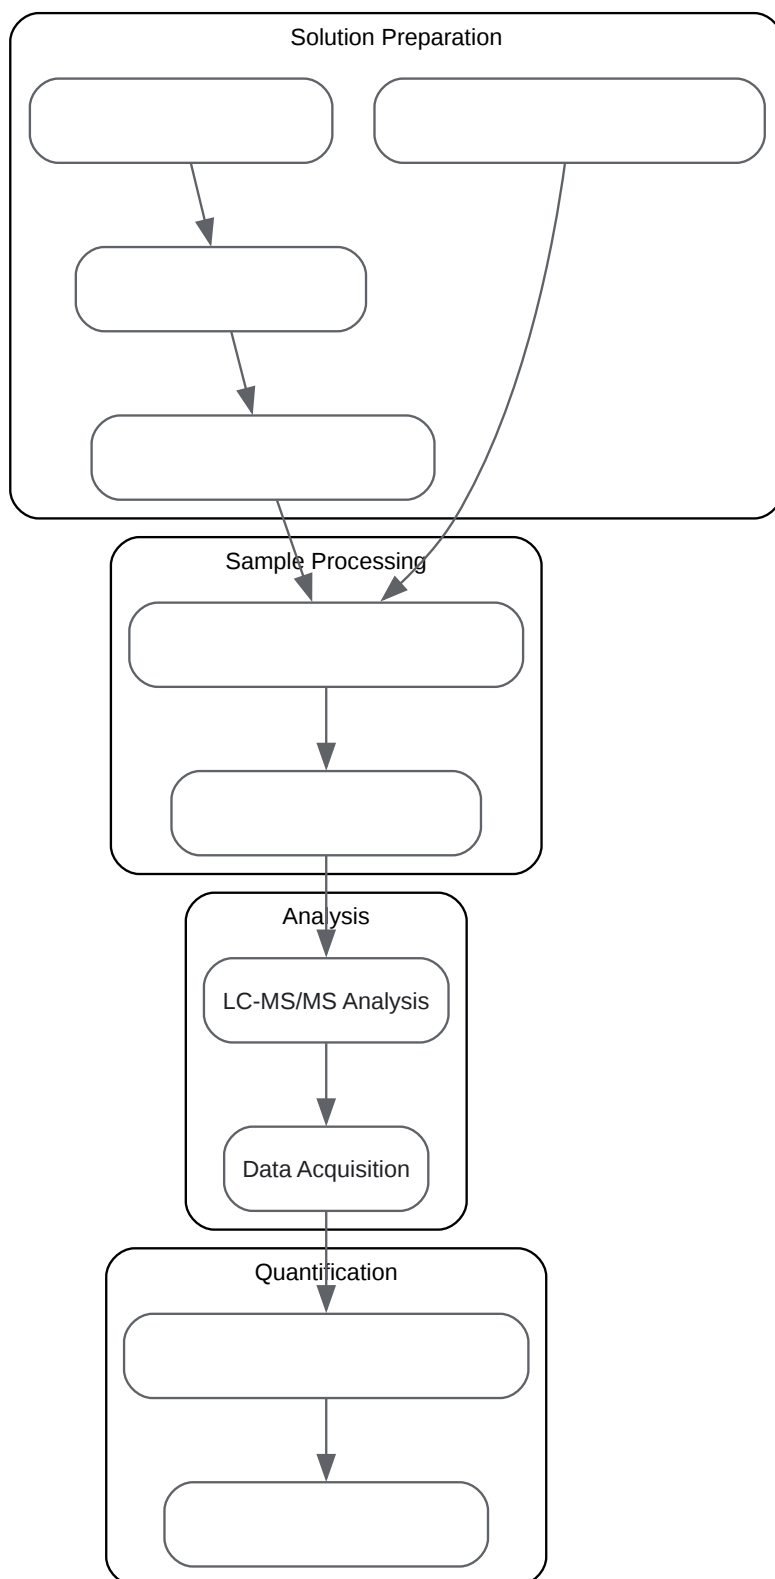 Solution Preparation
Sample Processing
Analysis
LC-MS/MS Analysis
Data Acquisition
Quantification